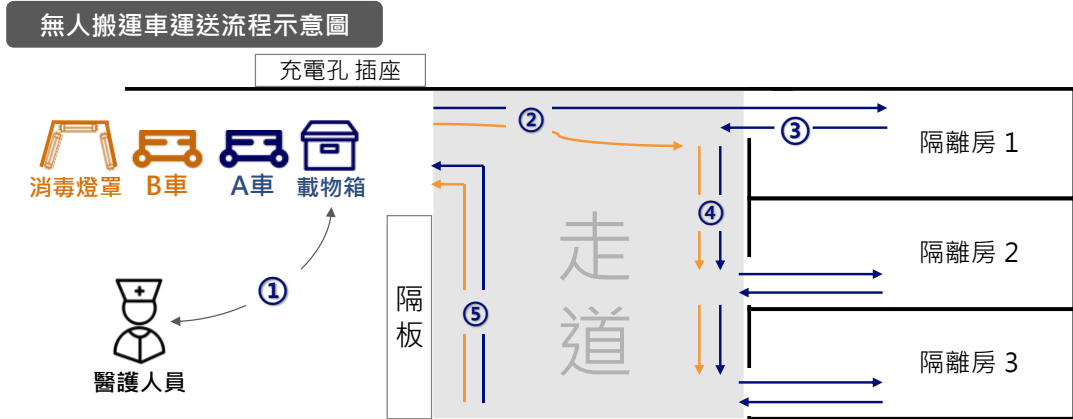 無人搬運車運送流程示意圖
充電孔 插座
②
③
隔離房 1
消毒燈罩
B車
A車
載物箱
④
走道
隔離房 2
①
隔板
⑤
隔離房 3
醫護人員